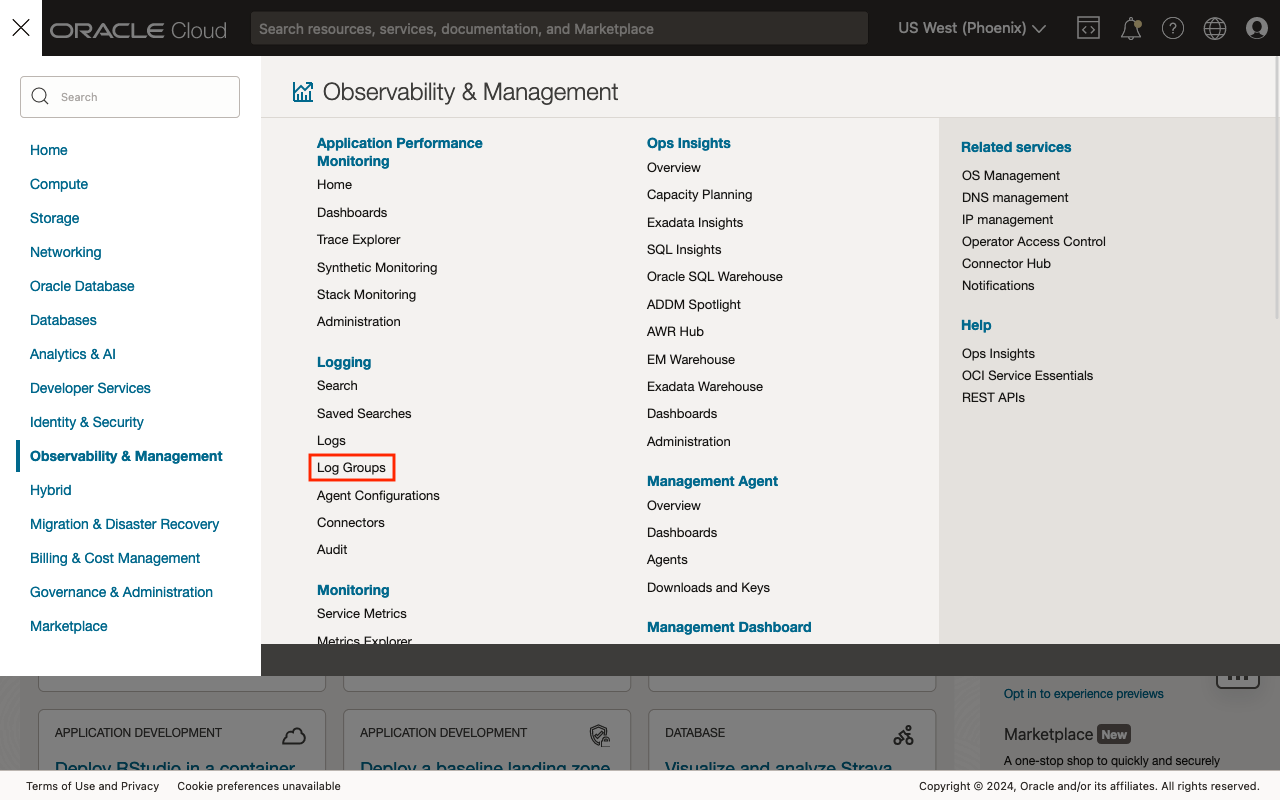 ORACLE Cloud
Search resources, services, documentation, and Marketplace
US West (Phoenix)
Search
Home
Compute
Storage
Networking
Oracle Database
Databases
Analytics & AI
Developer Services
Identity & Security
Observability & Management
Hybrid
Migration & Disaster Recovery
Billing & Cost Management
Governance & Administration
Marketplace
Observability & Management
Application Performance
Monitoring
Home
Dashboards
Trace Explorer
Synthetic Monitoring
Stack Monitoring
Administration
Logging
Search
Saved Searches
Logs
Log Groups
Agent Configurations
Connectors
Audit
Monitoring
Service Metrics
Metrics Explorer
Ops Insights
Overview
Capacity Planning
Exadata Insights
SQL Insights
Oracle SQL Warehouse
ADDM Spotlight
AWR Hub
EM Warehouse
Exadata Warehouse
Dashboards
Administration
Management Agent
Overview
Dashboards
Agents
Downloads and Keys
Management Dashboard
Related services
OS Management
DNS management
IP management
Operator Access Control
Connector Hub
Notifications
Help
Ops Insights
OCI Service Essentials
REST APIs
APPLICATION DEVELOPMENT
Deploy RStudio in a container
APPLICATION DEVELOPMENT
Deploy a baseline landing zone
DATABASE
Visualize and analyze Strava
Opt in to experience previews
Marketplace New
A one-stop shop to quickly and securely
Terms of Use and Privacy
Cookie preferences unavailable
Copyright © 2024, Oracle and/or its affiliates. All rights reserved.